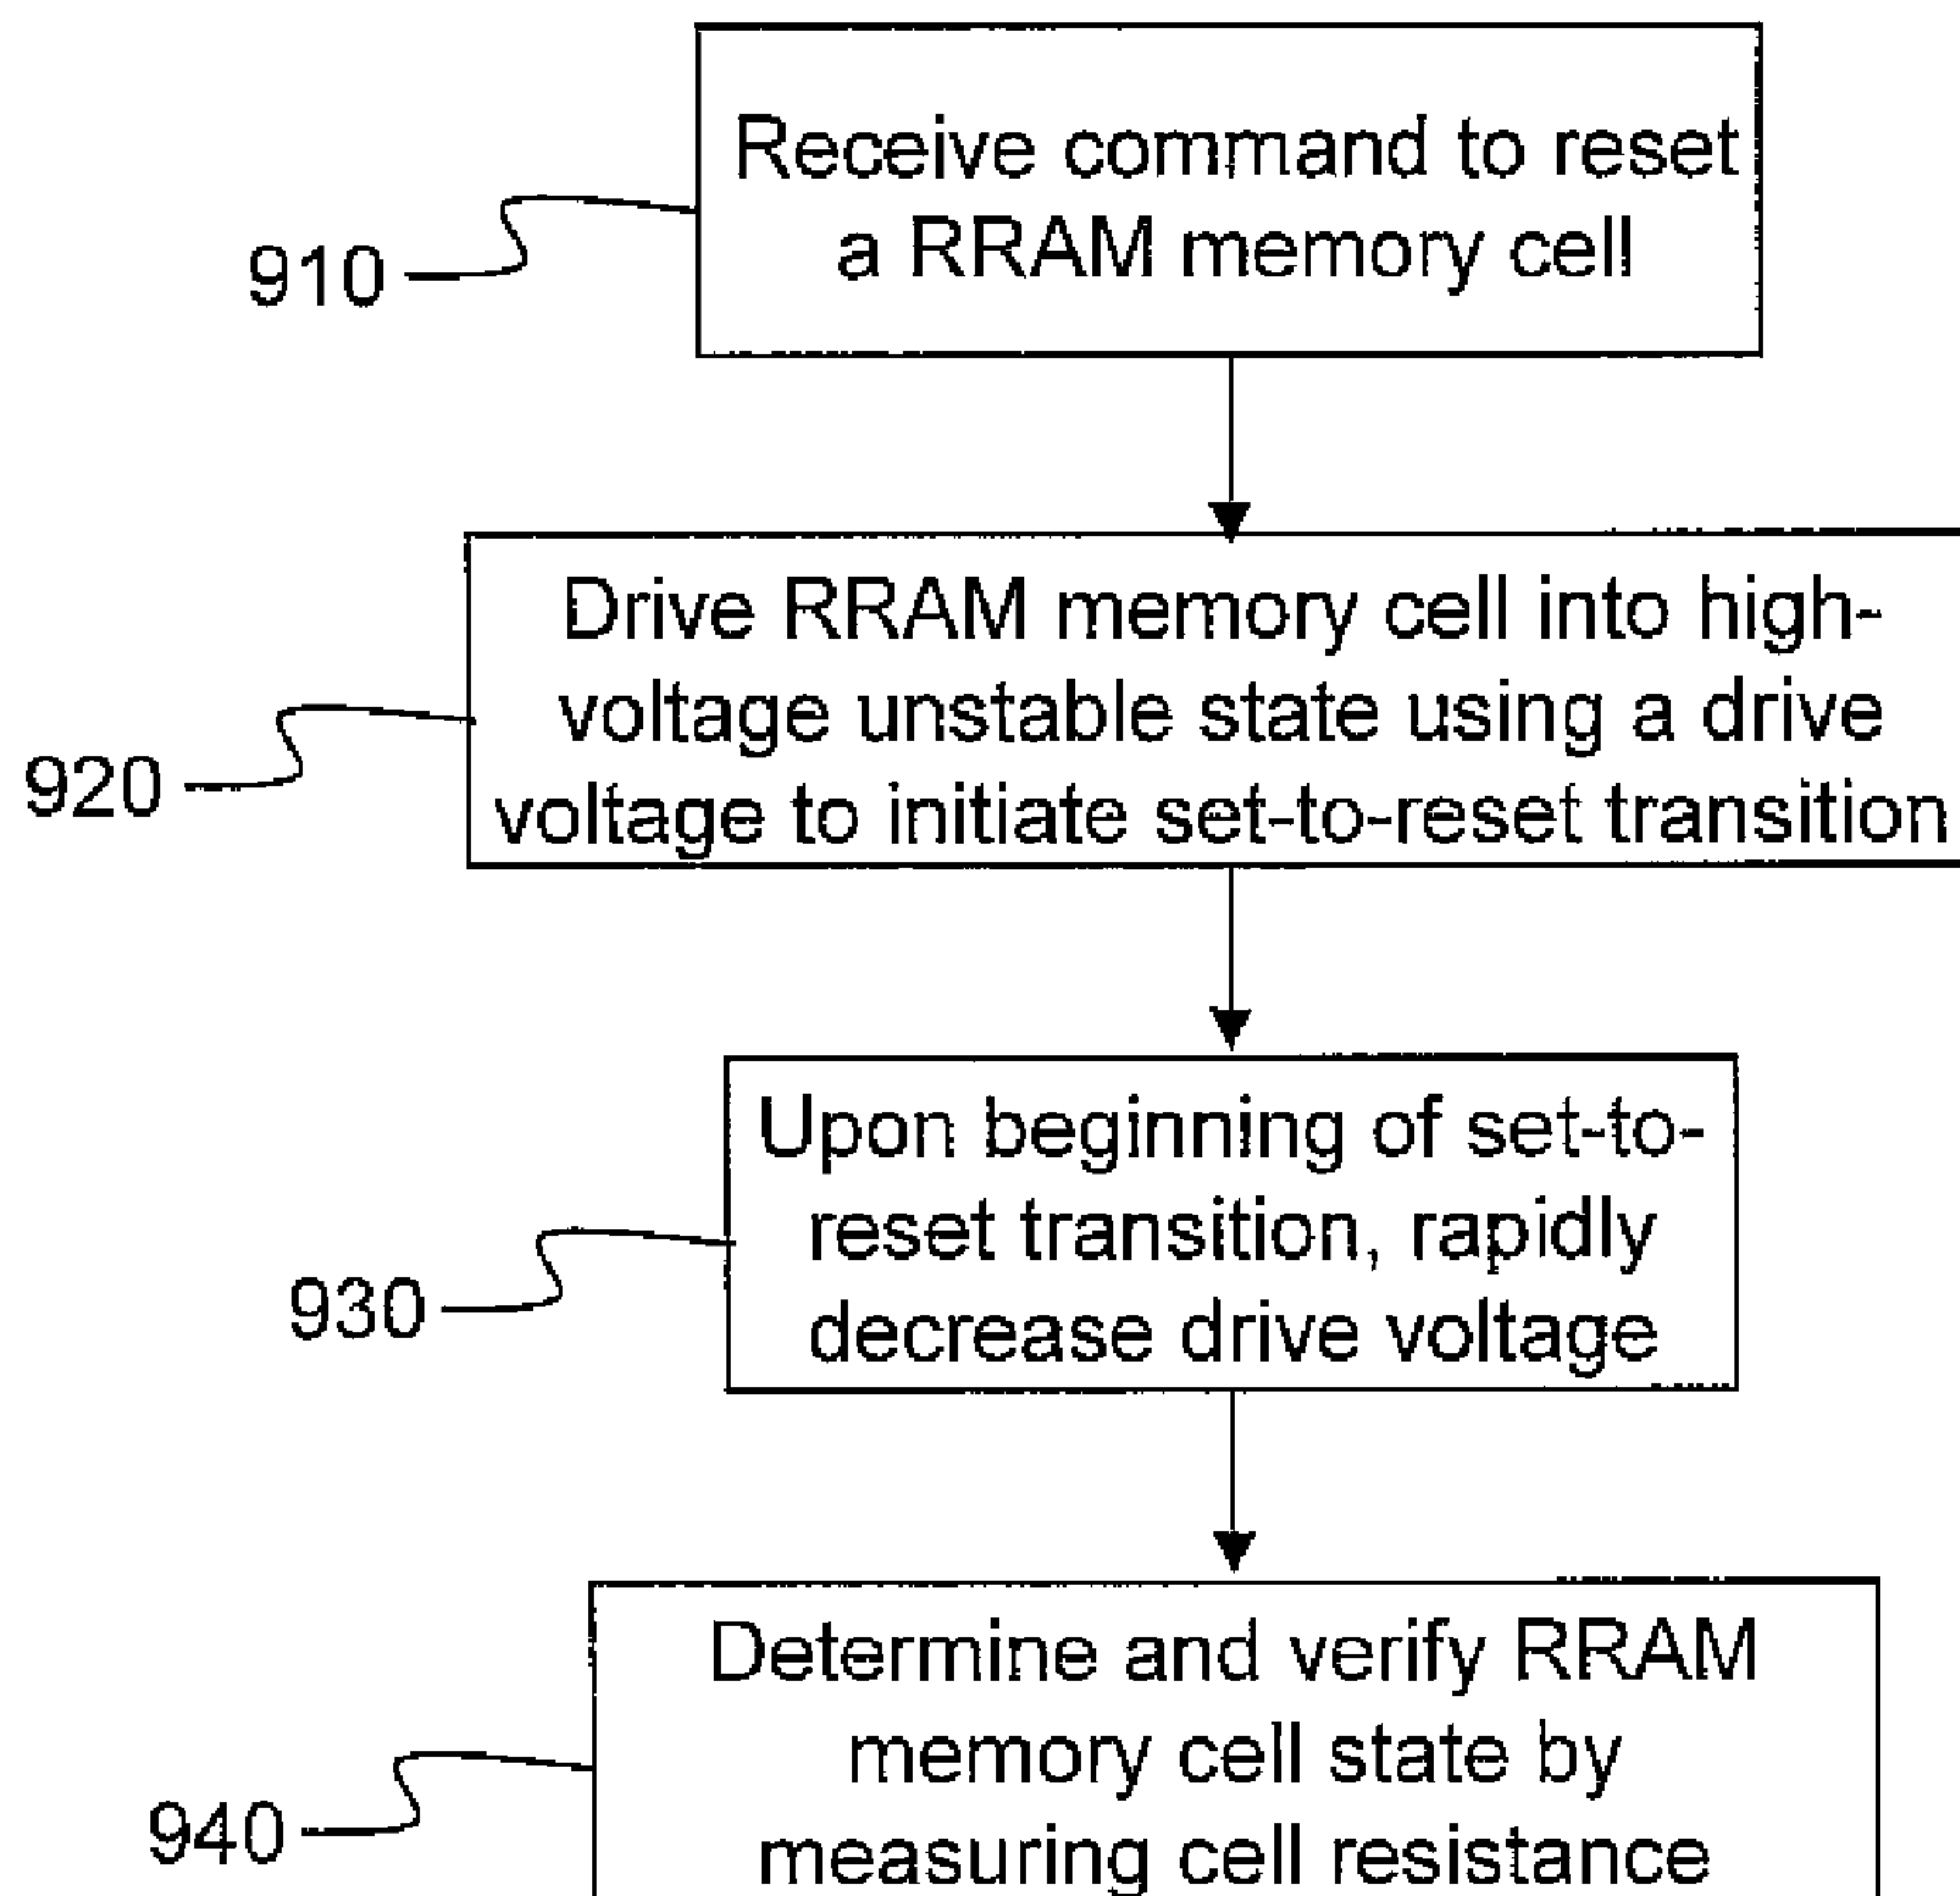 Receive command to reset
a RRAM memory cell
910
Drive RRAM memory cell into high-
voltage unstable state using a drive
voltage to initiate set-to-reset transition
920
Upon beginning of set-to-
reset transition, rapidly
decrease drive voltage
930
Determine and verify RRAM
memory cell state by
measuring cell resistance
940